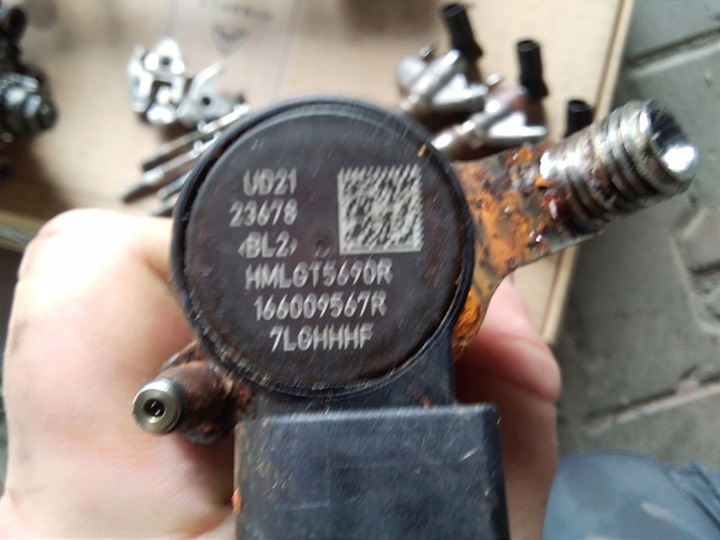 UD21
23678
<BL2>
HMLGT5690R
166009567R
7LGHHHF